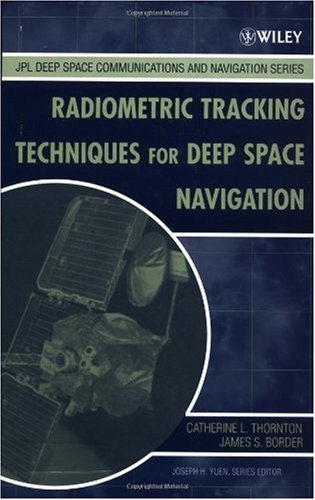 WILEY
JPL DEEP SPACE COMMUNICATIONS AND NAVIGATION SERIES
RADIOMETRIC TRACKING
TECHNIQUES FOR DEEP SPACE
NAVIGATION
CATHERINE L. THORNTON
JAMES S. BORDER
JOSEPH H. YUEN, SERIES EDITOR